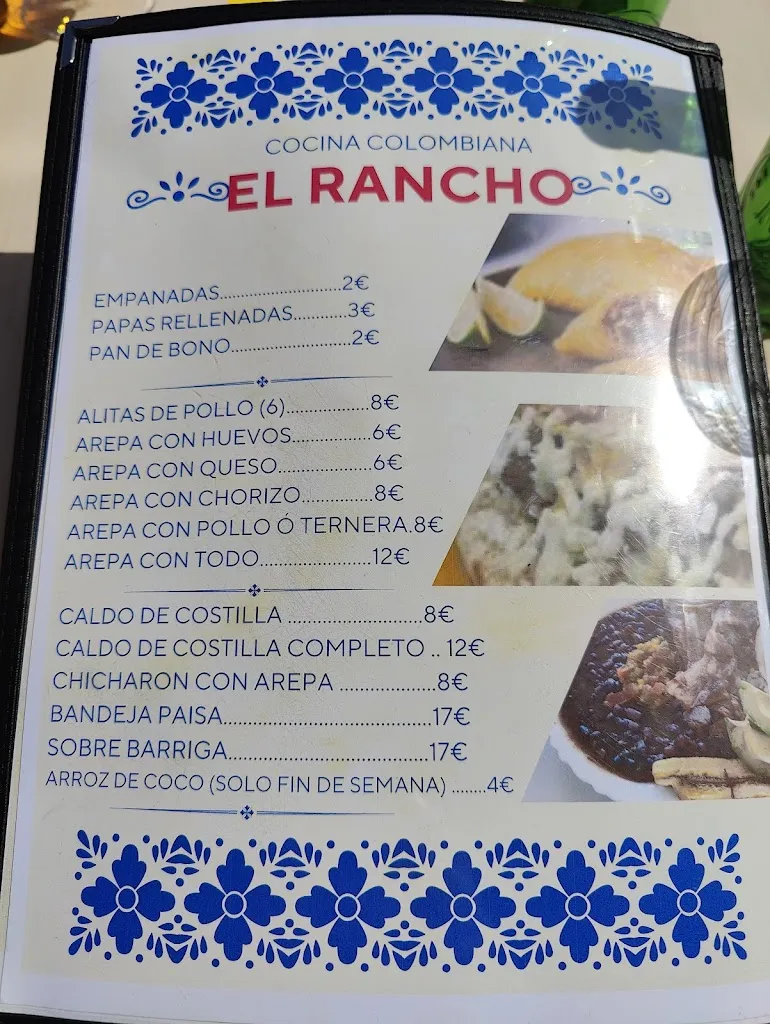 COCINA COLOMBIANA
EL RANCHO
EMPANADAS..............................2€
PAPAS RELLENADAS..............3€
PAN DE BONO............................2€
ALITAS DE POLLO (6)..................8€
AREPA CON HUEVOS..................6€
AREPA CON QUESO....................6€
AREPA CON CHORIZO................8€
AREPA CON POLLO Ó TERNERA.8€
AREPA CON TODO.......................12€
CALDO DE COSTILLA ..........................8€
CALDO DE COSTILLA COMPLETO .. 12€
CHICHARON CON AREPA ...................8€
BANDEJA PAISA.......................................17€
SOBRE BARRIGA......................................17€
ARROZ DE COCO (SOLO FIN DE SEMANA) .......4€